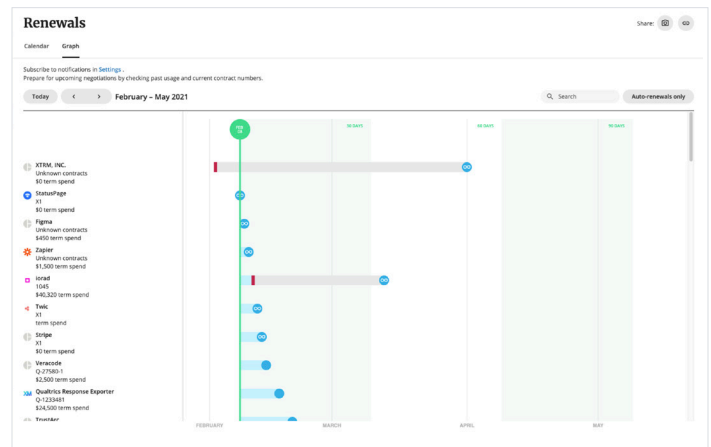 Renewals
Share:
Calendar Graph
Subscribe to notifications in Settings .
Prepare for upcoming negotiations by checking past usage and current contract numbers.
Today < > February – May 2021
Search
Auto-renewals only
FEB
30 DAYS 60 DAYS 90 DAYS
XTRM, INC.
Unknown contracts
$0 term spend
StatusPage
X1
$0 term spend
Figma
Unknown contracts
$450 term spend
Zapier
Unknown contracts
$1,500 term spend
iorad
1045
$40,320 term spend
Twic
X1
term spend
Stripe
X1
$0 term spend
Veracode
Q-27580-1
$2,500 term spend
Qualtrics Response Exporter
Q-1233481
$24,500 term spend
TrustArc
FEBRUARY MARCH APRIL MAY